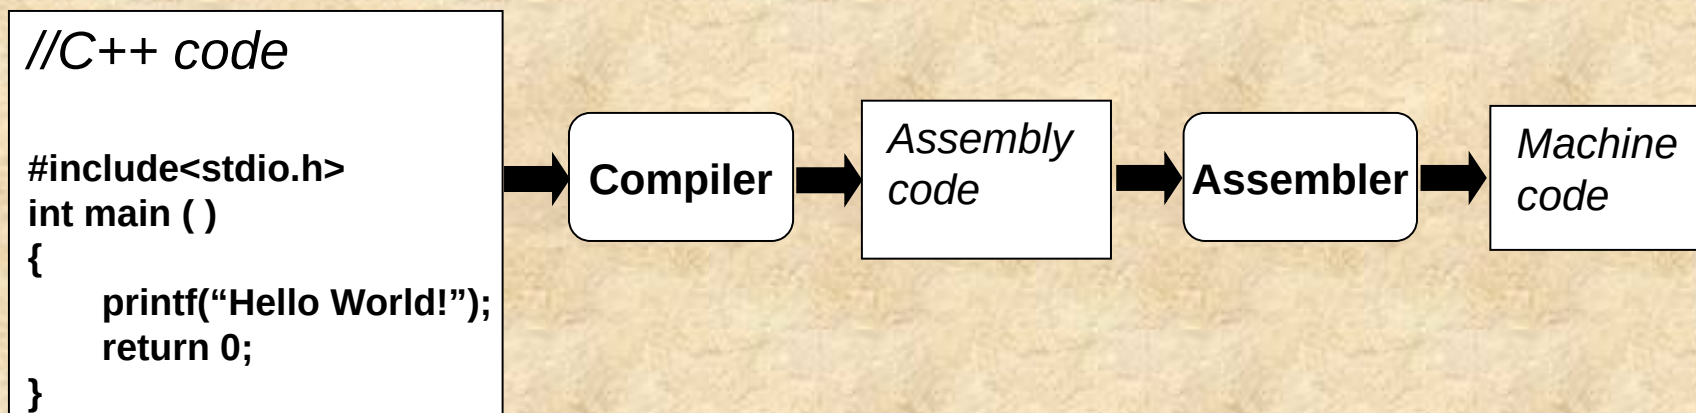 //C++ code
#include<stdio.h>
int main ( )
{
printf(“Hello World!”);
return 0;
}
Compiler
Assembly
code
Assembler
Machine
code